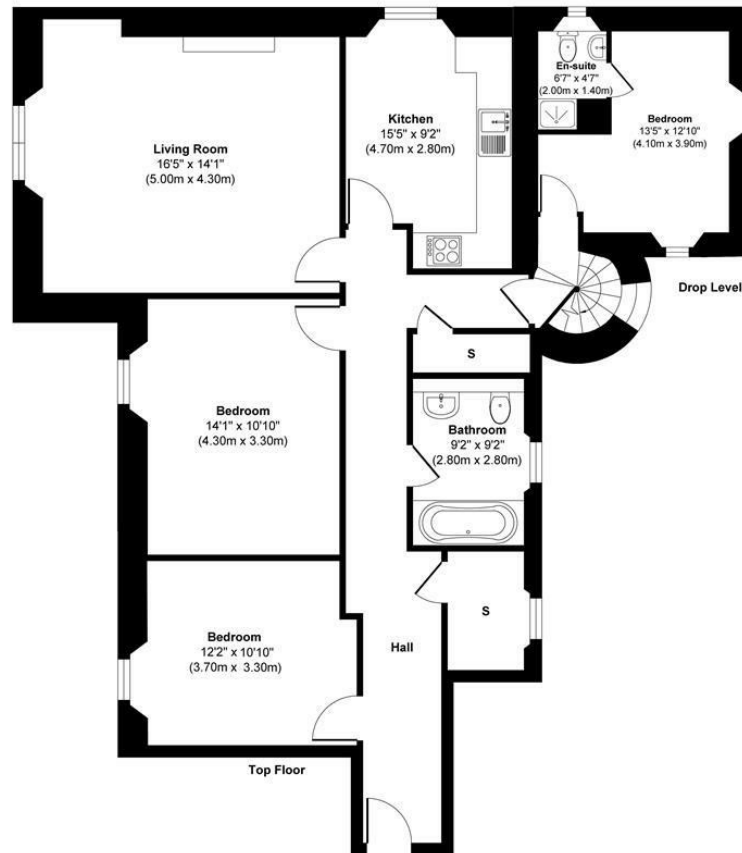 Living Room
16'5" x 14'1"
(5.00m x 4.30m)
Kitchen
15'5" x 9'2"
(4.70m x 2.80m)
En-suite
6'7" x 4'7"
(2.00m x 1.40m)
Bedroom
13'5" x 12'10"
(4.10m x 3.90m)
Drop Level
S
Bedroom
14'1" x 10'10"
(4.30m x 3.30m)
Bathroom
9'2" x 9'2"
(2.80m x 2.80m)
S
Bedroom
12'2" x 10'10"
(3.70m x 3.30m)
Hall
Top Floor